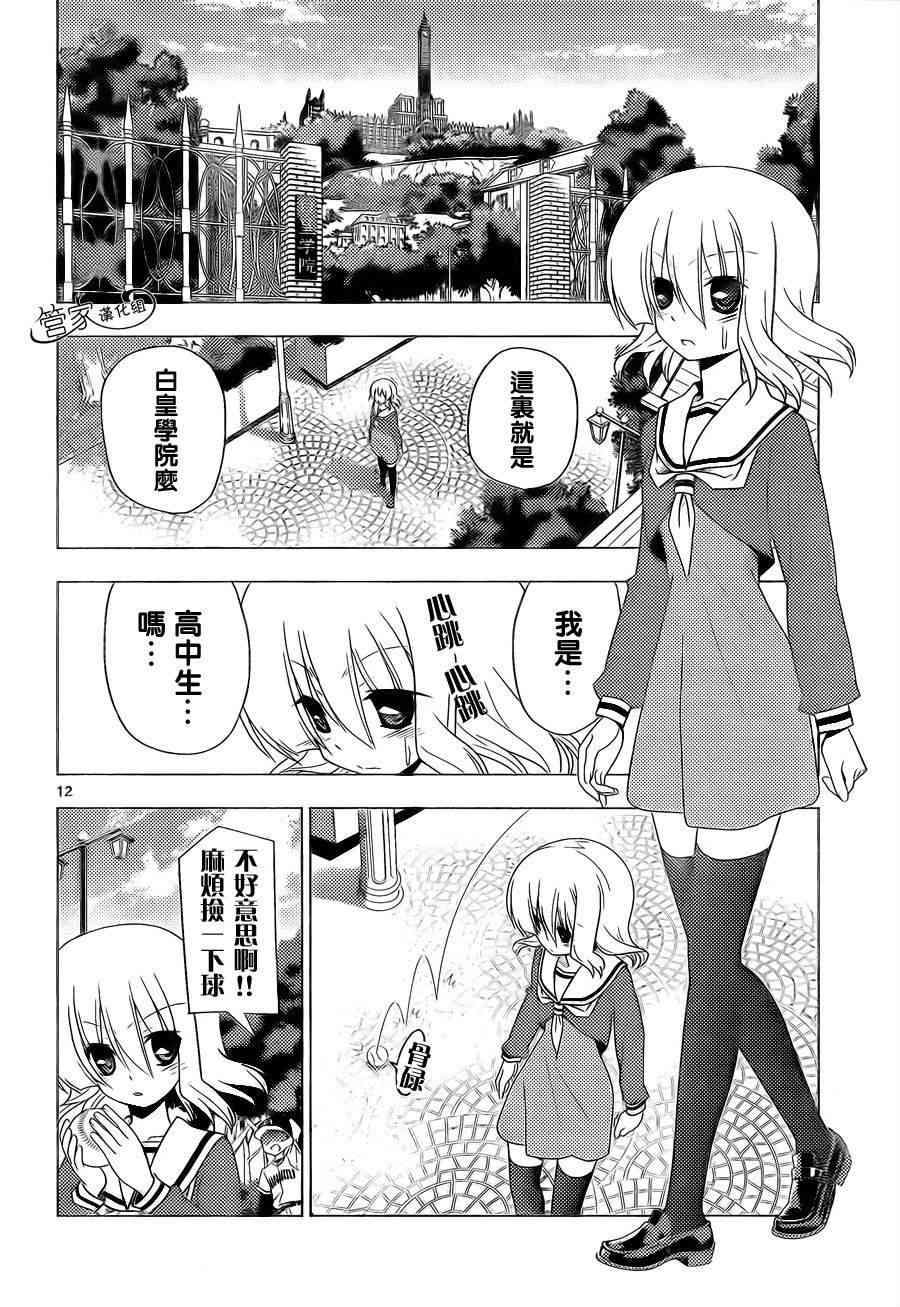 學院
管家
漢化組
這裏就是
白皇學院麼
我是…
心跳 心跳
高中生…
嗎…
骨碌
不好意思啊!!
麻煩撿一下球
12